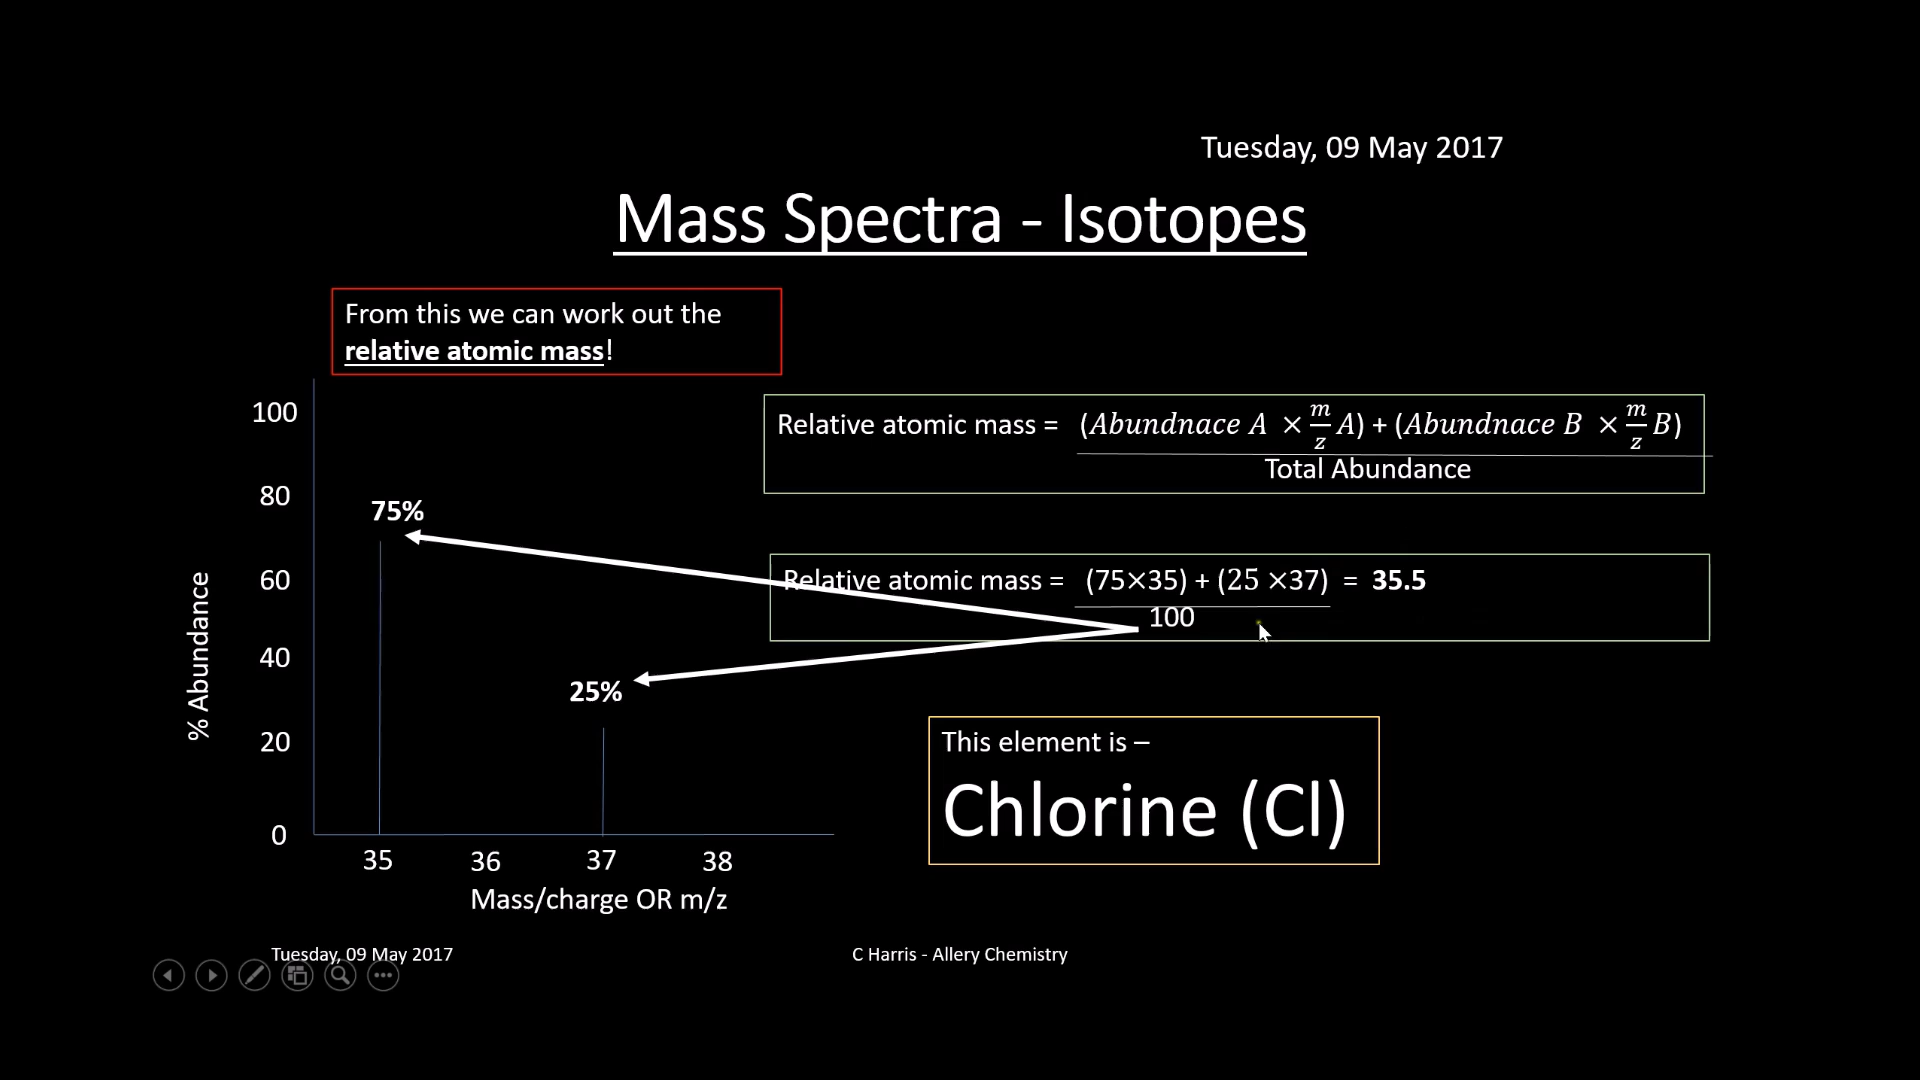 Tuesday, 09 May 2017
Mass Spectra - Isotopes
From this we can work out the
relative atomic mass!
Relative atomic mass = (Abundnace A × m/z A) + (Abundnace B × m/z B)
Total Abundance
Relative atomic mass = (75×35) + (25 ×37) = 35.5
100
This element is –
Chlorine (Cl)
% Abundance
100
80
60
40
20
0
75%
25%
35 36 37 38
Mass/charge OR m/z
Tuesday, 09 May 2017
C Harris - Allery Chemistry